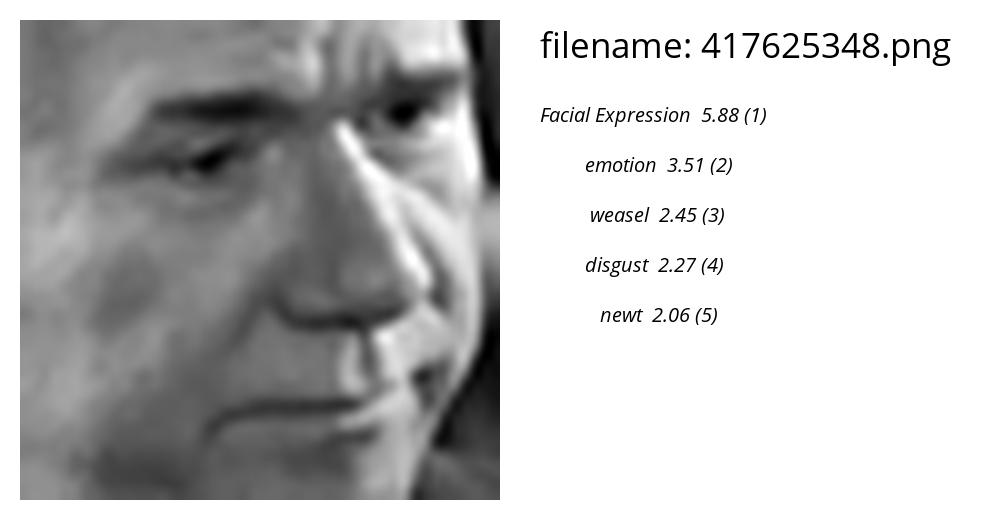 filename: 417625348.png
Facial Expression 5.88 (1)
emotion 3.51 (2)
weasel 2.45 (3)
disgust 2.27 (4)
newt 2.06 (5)